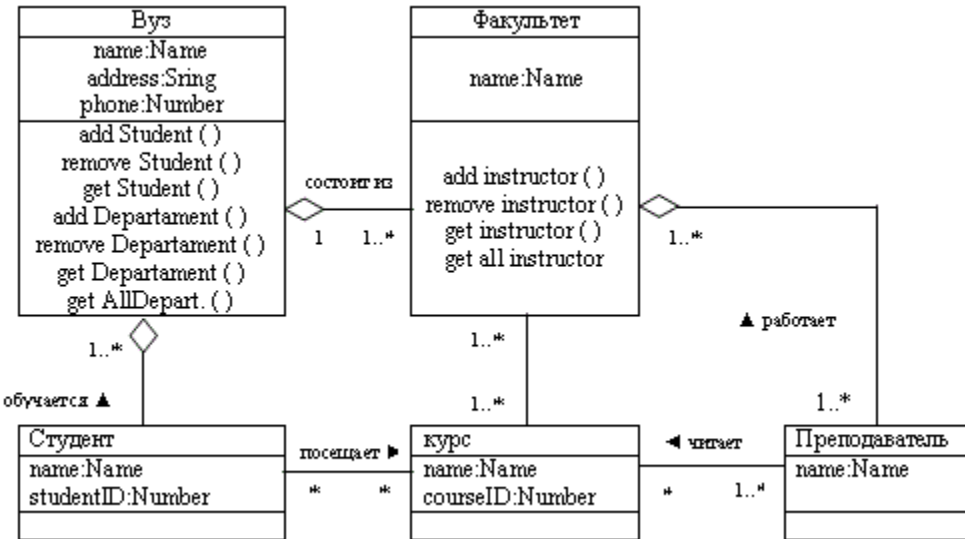 Вуз
name:Name
address:Sring
phone:Number
add Student ( )
remove Student ( )
get Student ( )
add Departament ( )
remove Departament ( )
get Departament ( )
get AllDepart. ( )
состоит из
1
1..*
Факультет
name:Name
add instructor ( )
remove instructor ( )
get instructor ( )
get all instructor
1..*
▲ работает
1..*
1..*
обучается ▲
1..*
1..*
Студент
name:Name
studentID:Number
посещает ►
*
*
курс
name:Name
courseID:Number
◄ читает
*
1..*
Преподаватель
name:Name